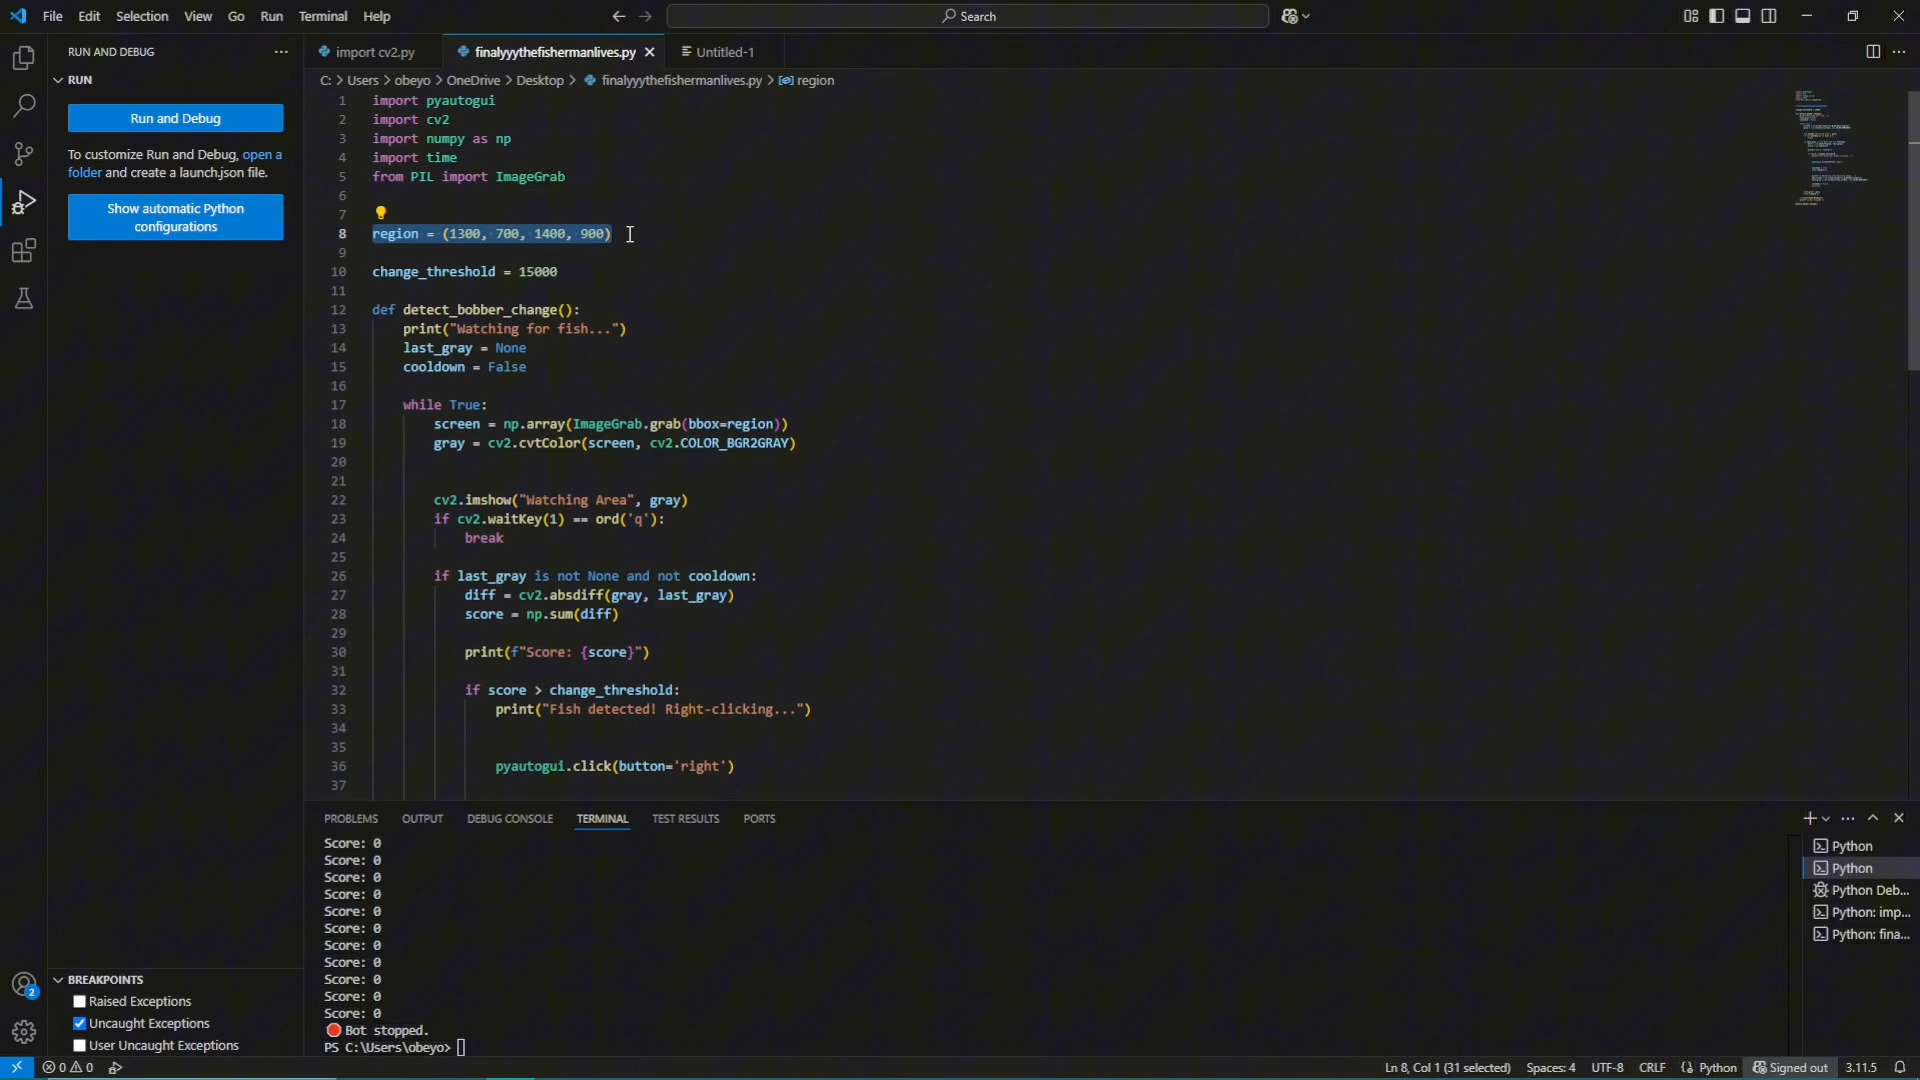 File Edit Selection View Go Run Terminal Help
Search
RUN AND DEBUG
RUN
Run and Debug
To customize Run and Debug, open a
folder and create a launch.json file.
Show automatic Python
configurations
import cv2.py
finalyyythefishermanlives.py
Untitled-1
C: > Users > obeyo > OneDrive > Desktop > finalyyythefishermanlives.py > region
1 import pyautogui
2 import cv2
3 import numpy as np
4 import time
5 from PIL import ImageGrab
6
7
8 region = (1300, 700, 1400, 900)
9
10 change_threshold = 15000
11
12 def detect_bobber_change():
13 print("Watching for fish...")
14 last_gray = None
15 cooldown = False
16
17 while True:
18 screen = np.array(ImageGrab.grab(bbox=region))
19 gray = cv2.cvtColor(screen, cv2.COLOR_BGR2GRAY)
20
21
22 cv2.imshow("Watching Area", gray)
23 if cv2.waitKey(1) == ord('q'):
24 break
25
26 if last_gray is not None and not cooldown:
27 diff = cv2.absdiff(gray, last_gray)
28 score = np.sum(diff)
29
30 print(f"Score: {score}")
31
32 if score > change_threshold:
33 print("Fish detected! Right-clicking...")
34
35
36 pyautogui.click(button='right')
37
PROBLEMS OUTPUT DEBUG CONSOLE TERMINAL TEST RESULTS PORTS
Score: 0
Score: 0
Score: 0
Score: 0
Score: 0
Score: 0
Score: 0
Score: 0
Score: 0
Score: 0
Score: 0
Bot stopped.
PS C:\Users\obeyo>
Python
Python
Python Deb...
Python: imp...
Python: fina...
BREAKPOINTS
Raised Exceptions
Uncaught Exceptions
User Uncaught Exceptions
2
0 0
Ln 8, Col 1 (31 selected) Spaces: 4 UTF-8 CRLF Python Signed out 3.11.5